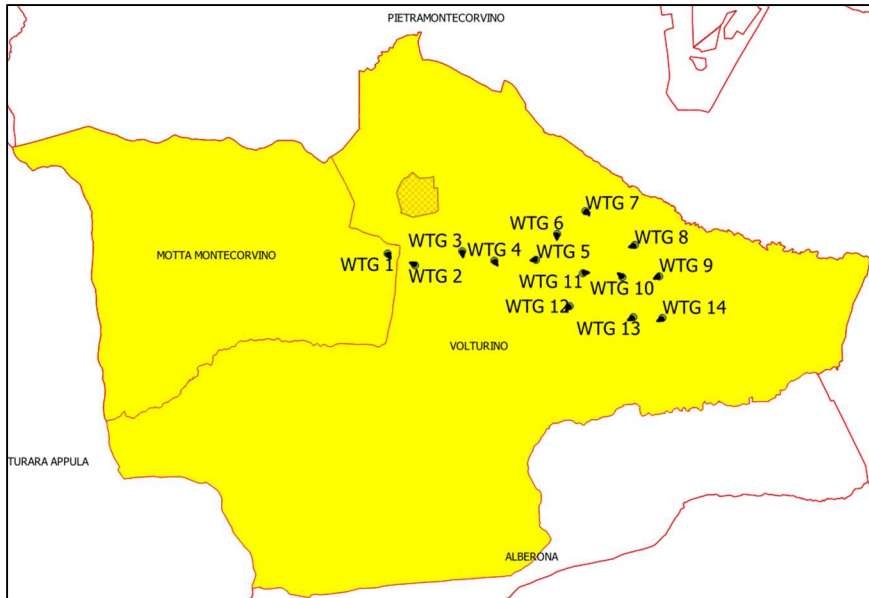 PIETRAMONTECORVINO
WTG 7
WTG 6
WTG 8
WTG 3
WTG 4
WTG 5
MOTTA MONTECORVINO
WTG 1
WTG 2
WTG 11
WTG 9
WTG 10
WTG 12
WTG 14
WTG 13
VOLTURINO
TURARA APPULA
ALBERONA